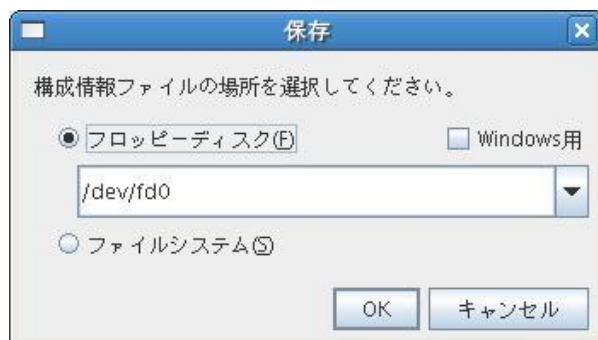 保存
構成情報ファイルの場所を選択してください。
フロッピーディスク(F) Windows用
/dev/fd0
ファイルシステム(S)
OK キャンセル